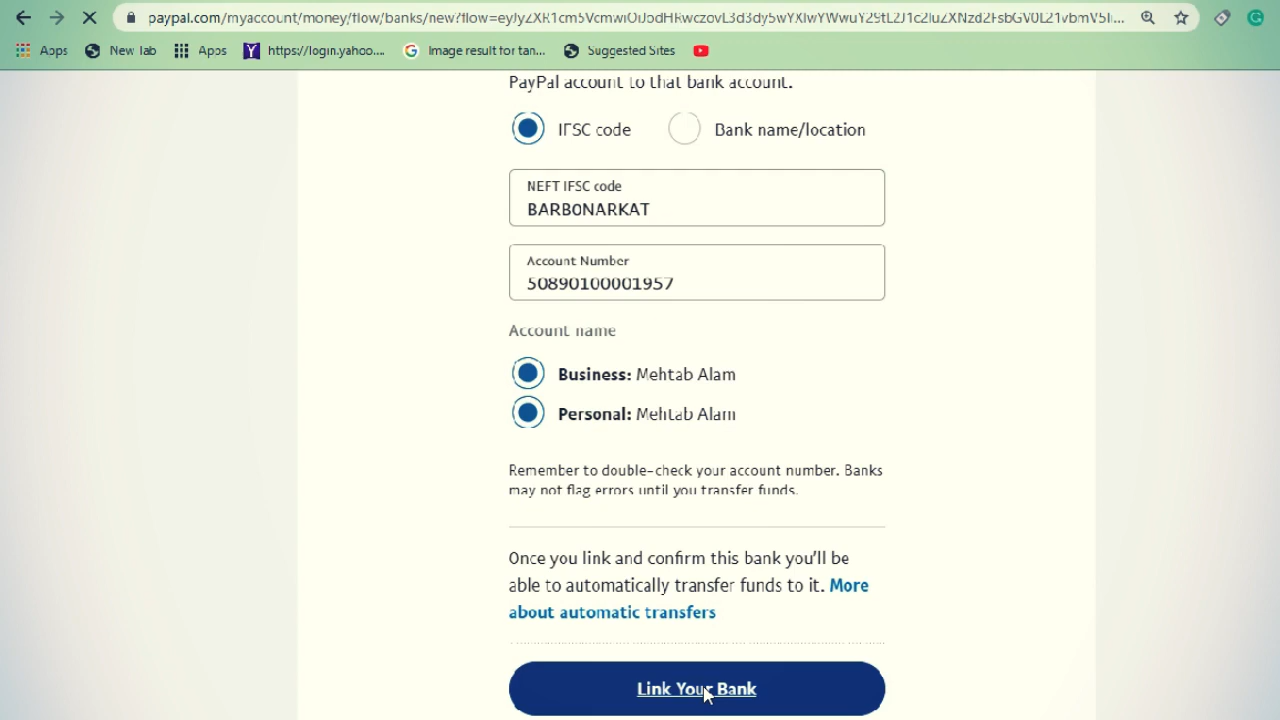 paypal.com/myaccount/money/flow/banks/new?flow=
Apps New Tab Apps https://login.yahoo.... Image result for tan... Suggested Sites
PayPal account to that bank account.
IFSC code Bank name/location
NEFT IFSC code
BARB0NARKAT
Account Number
50890100001957
Account name
Business: Mehtab Alam
Personal: Mehtab Alam
Remember to double-check your account number. Banks
may not flag errors until you transfer funds.
Once you link and confirm this bank you'll be
able to automatically transfer funds to it. More
about automatic transfers
Link Your Bank